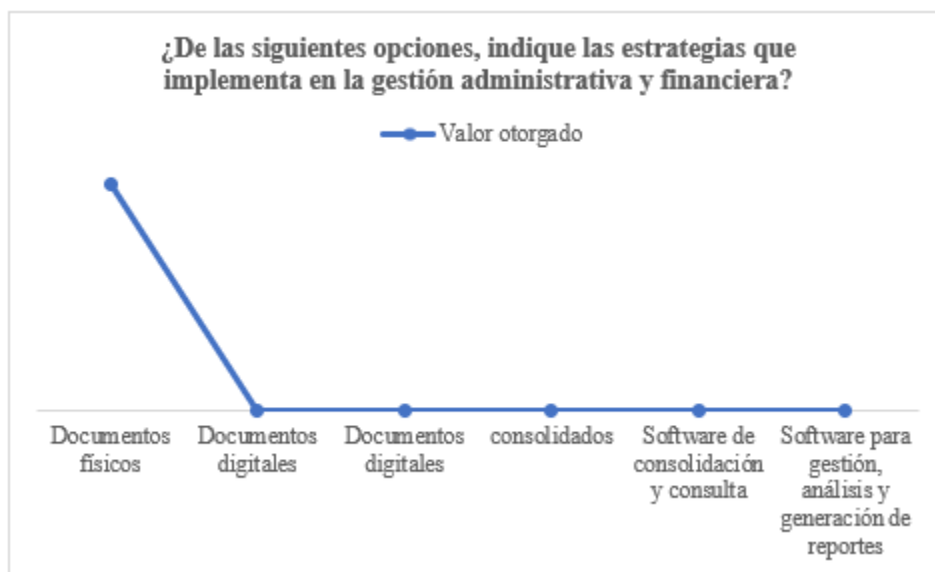 ¿De las siguientes opciones, indique las estrategias que
implementa en la gestión administrativa y financiera?
Valor otorgado
Documentos
físicos
Documentos
digitales
Documentos
digitales
consolidados
Software de
consolidación
y consulta
Software para
gestión,
análisis y
generación de
reportes